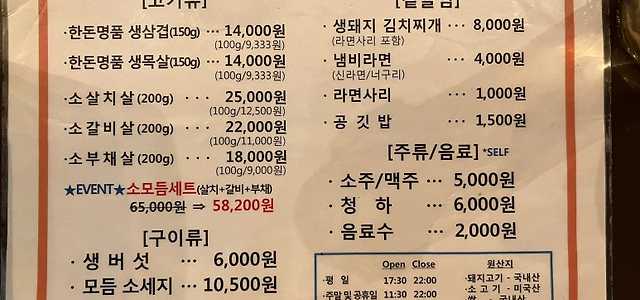 [고기류]
·한돈명품 생삼겹(150g) ··· 14,000원
(100g/9,333원)
·한돈명품 생목살(150g) ··· 14,000원
(100g/9,333원)
·소살치살(200g) ··· 25,000원
(100g/12,500원)
·소갈비살(200g) ··· 22,000원
(100g/11,000원)
·소부채살(200g) ··· 18,000원
(100g/9,000원)
★EVENT★소모듬세트(살치+갈비+부채)
65,000원 ⇒ 58,200원
[구이류]
·생버섯 ··· 6,000원
·모듬 소세지 ··· 10,500원
·생돼지 김치찌개 ··· 8,000원
(라면사리 포함)
·냄비라면 ··· 4,000원
(신라면/너구리)
·라면사리 ··· 1,000원
·공깃밥 ··· 1,500원
[주류/음료] *SELF
·소주/맥주 ··· 5,000원
·청하 ··· 6,000원
·음료수 ··· 2,000원
Open Close
·평일 17:30 22:00
·주말 및 공휴일 11:30 22:00
원산지
·돼지고기 - 국내산
·소고기 - 미국산